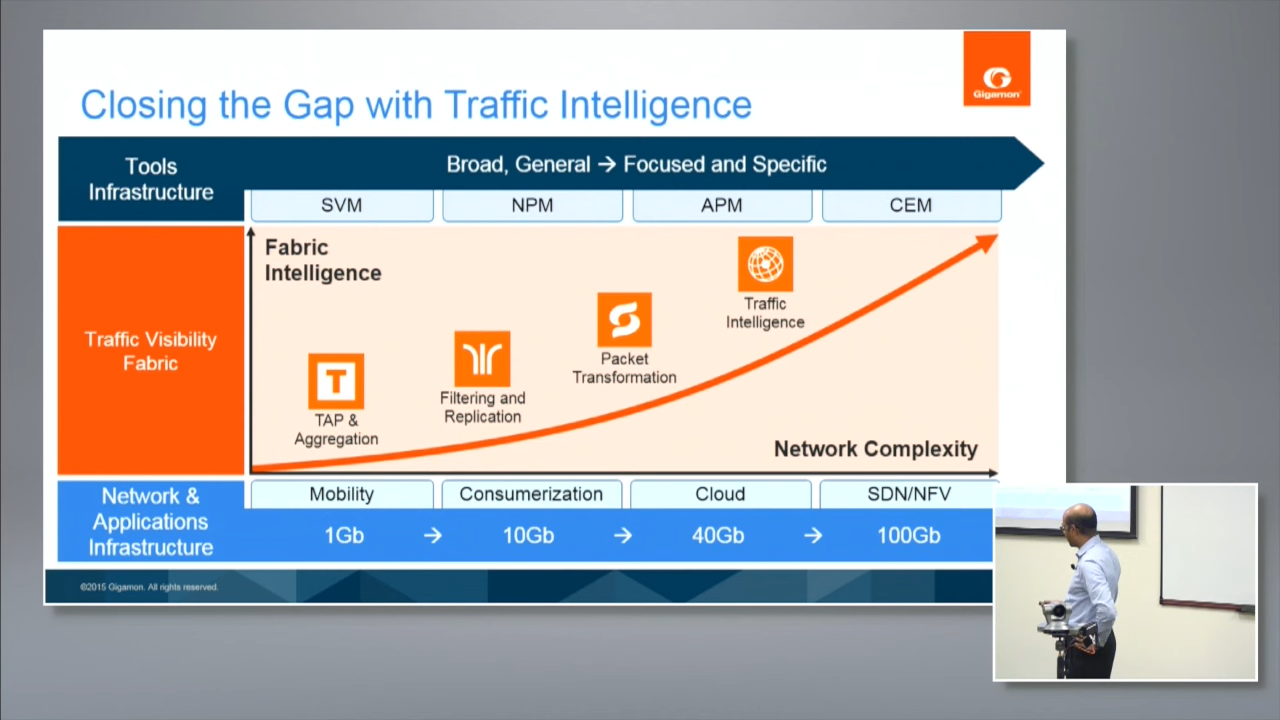 Gigamon
Closing the Gap with Traffic Intelligence
Tools
Infrastructure
Broad, General → Focused and Specific
SVM
NPM
APM
CEM
Traffic Visibility
Fabric
Fabric
Intelligence
Traffic
Intelligence
Packet
Transformation
Filtering and
Replication
T
TAP &
Aggregation
Network Complexity
Network &
Applications
Infrastructure
Mobility
Consumerization
Cloud
SDN/NFV
1Gb → 10Gb → 40Gb → 100Gb
©2015 Gigamon. All rights reserved.